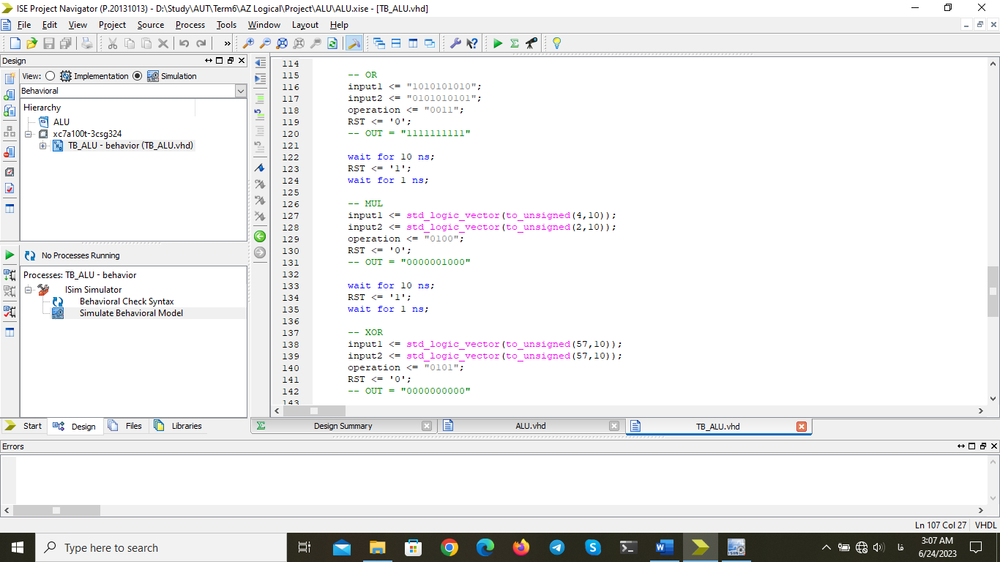 ISE Project Navigator (P.20131013) - D:\Study\AUT\Term6\AZ Logical\Project\ALU\ALU.xise - [TB_ALU.vhd]
File Edit View Project Source Process Tools Window Layout Help
»
Design
View: Implementation Simulation
Behavioral
Hierarchy
ALU
xc7a100t-3csg324
TB_ALU - behavior (TB_ALU.vhd)
No Processes Running
Processes: TB_ALU - behavior
ISim Simulator
Behavioral Check Syntax
Simulate Behavioral Model
Start Design Files Libraries
114
115 -- OR
116 input1 <= "1010101010";
117 input2 <= "0101010101";
118 operation <= "0011";
119 RST <= '0';
120 -- OUT = "1111111111"
121
122 wait for 10 ns;
123 RST <= '1';
124 wait for 1 ns;
125
126 -- MUL
127 input1 <= std_logic_vector(to_unsigned(4,10));
128 input2 <= std_logic_vector(to_unsigned(2,10));
129 operation <= "0100";
130 RST <= '0';
131 -- OUT = "0000001000"
132
133 wait for 10 ns;
134 RST <= '1';
135 wait for 1 ns;
136
137 -- XOR
138 input1 <= std_logic_vector(to_unsigned(57,10));
139 input2 <= std_logic_vector(to_unsigned(57,10));
140 operation <= "0101";
141 RST <= '0';
142 -- OUT = "0000000000"
143
Design Summary ALU.vhd TB_ALU.vhd
Errors
Ln 107 Col 27 VHDL
Type here to search
فا
3:07 AM
6/24/2023